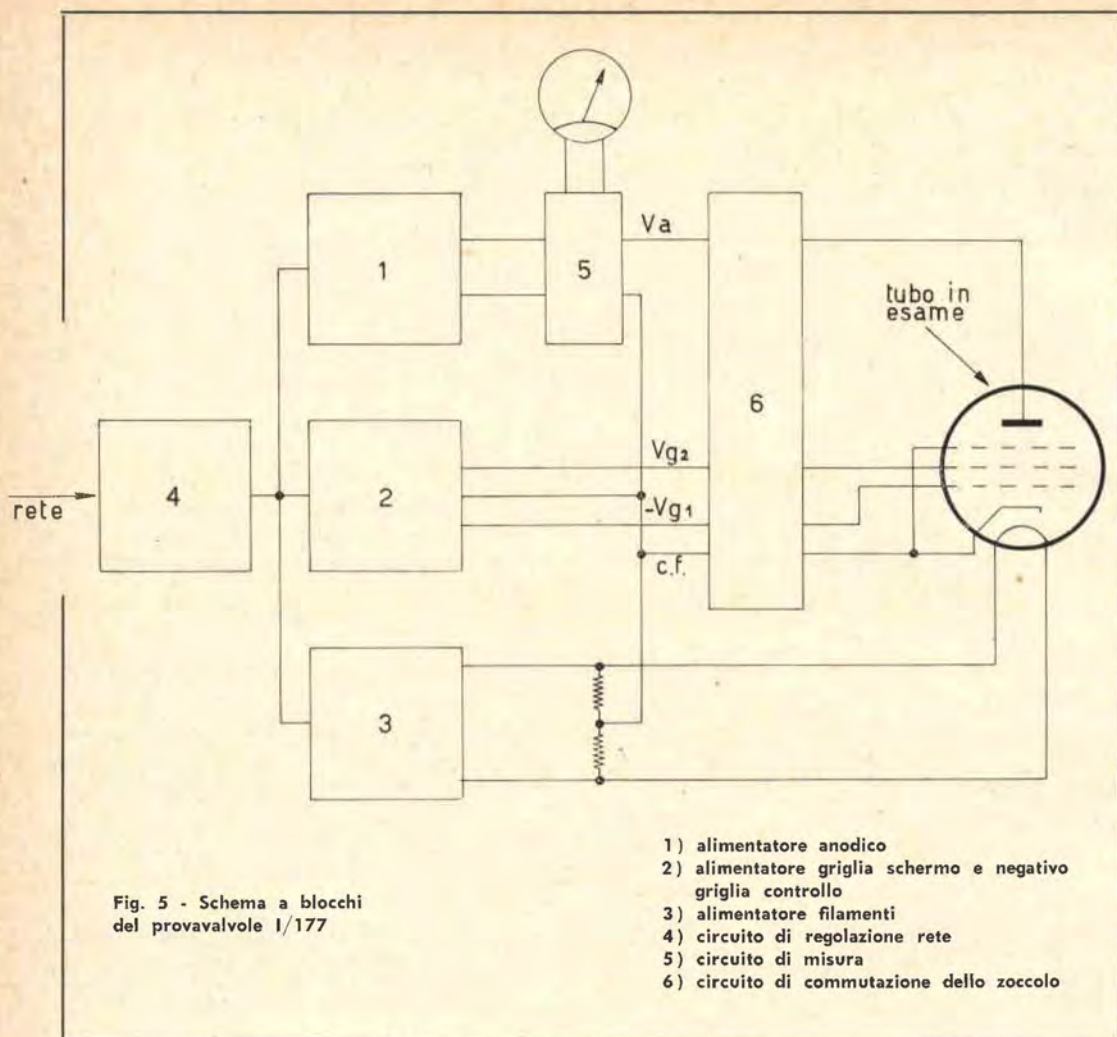 1
5
Va
tubo in
esame
6
rete
4
2
Vg2
-Vg1
c.f.
3
Fig. 5 - Schema a blocchi
del provavalvole I/177
1) alimentatore anodico
2) alimentatore griglia schermo e negativo
griglia controllo
3) alimentatore filamenti
4) circuito di regolazione rete
5) circuito di misura
6) circuito di commutazione dello zoccolo